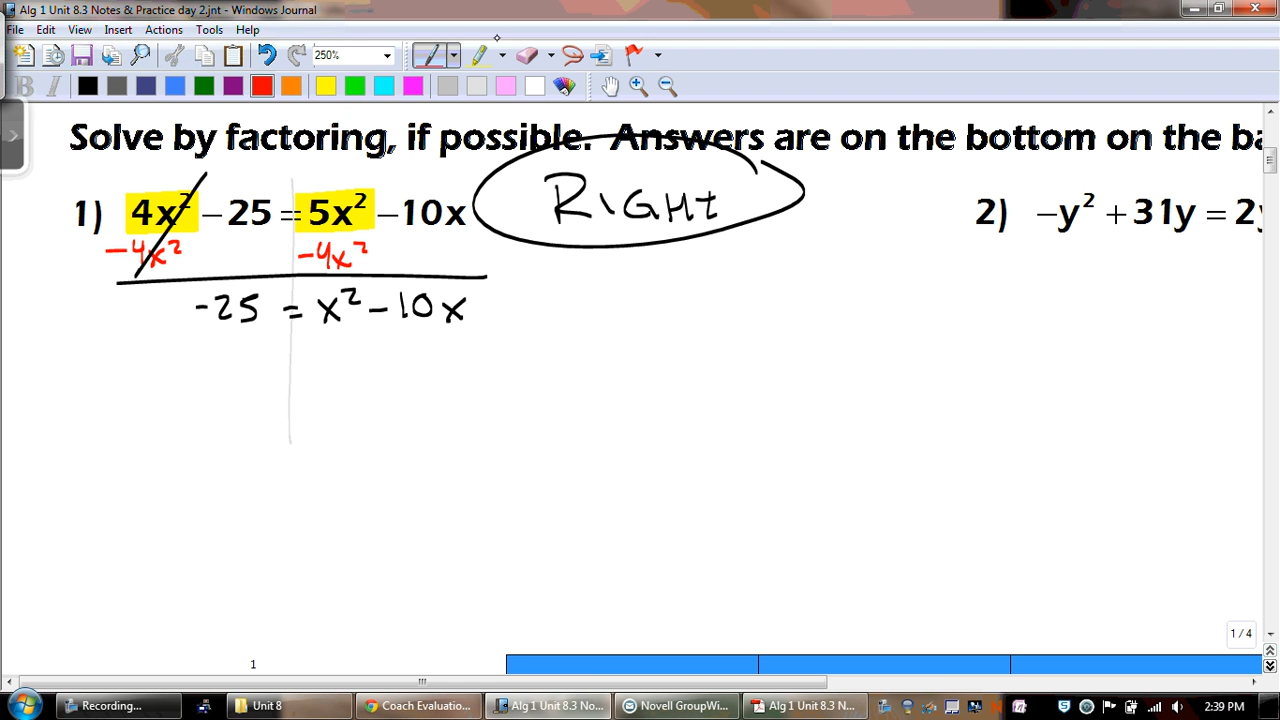 Alg 1 Unit 8.3 Notes & Practice day 2.jnt - Windows Journal
File Edit View Insert Actions Tools Help
250%
B I
Solve by factoring, if possible. Answers are on the bottom on the ba
1) 4x² – 25 = 5x² – 10x RIGHT 2) –y² + 31y = 2y
-4x² -4x²
-25 = x² - 10x
1 / 4
1
Recording... Unit 8 Coach Evaluatio... Alg 1 Unit 8.3 No... Novell GroupWi... Alg 1 Unit 8.3 No... 2:39 PM